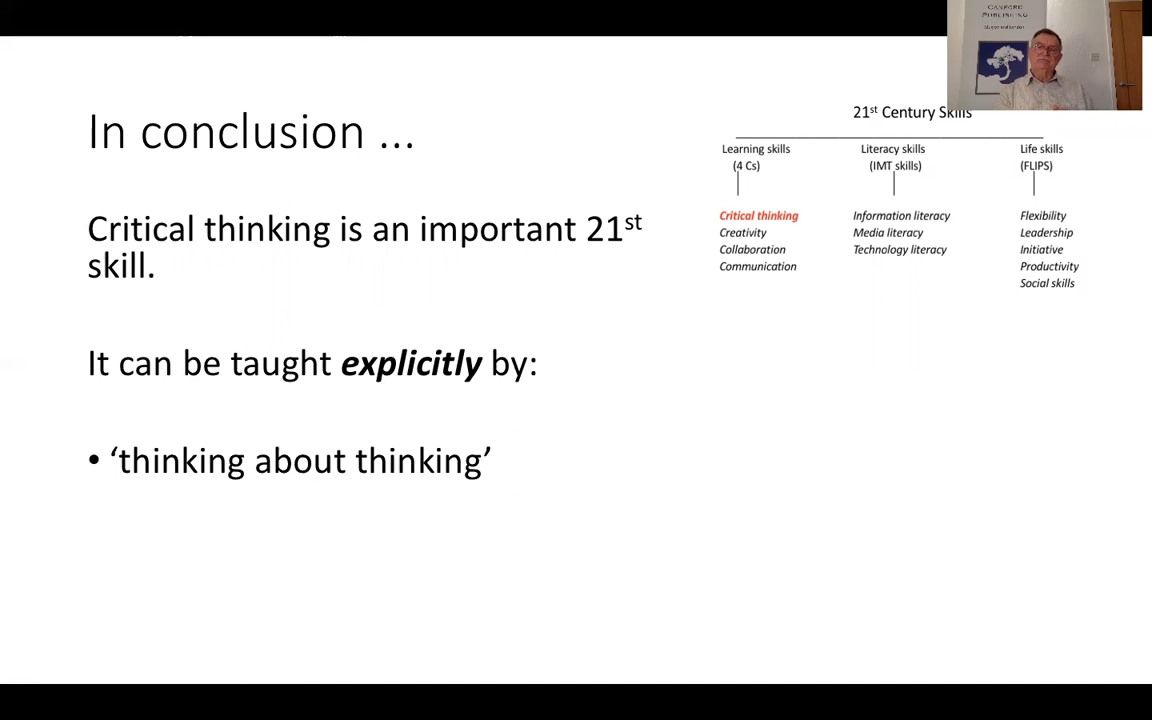 CANFORD
PUBLISHING
In conclusion ...
Critical thinking is an important 21st
skill.
It can be taught explicitly by:
• ‘thinking about thinking’
21st Century Skills
Learning skills
(4 Cs)
Critical thinking
Creativity
Collaboration
Communication
Literacy skills
(IMT skills)
Information literacy
Media literacy
Technology literacy
Life skills
(FLIPS)
Flexibility
Leadership
Initiative
Productivity
Social skills